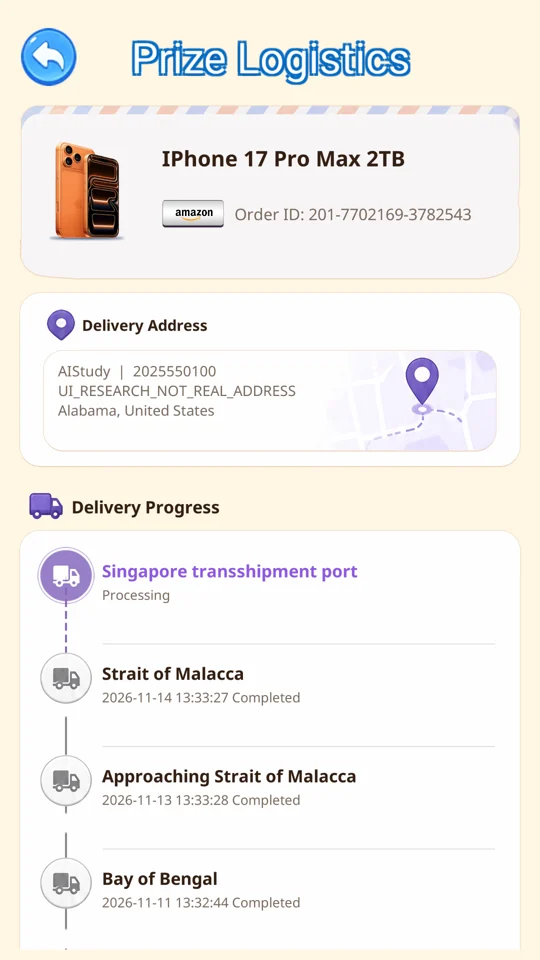 Prize Logistics
IPhone 17 Pro Max 2TB
amazon Order ID: 201-7702169-3782543
Delivery Address
AIStudy | 2025550100
UI_RESEARCH_NOT_REAL_ADDRESS
Alabama, United States
Delivery Progress
Singapore transshipment port
Processing
Strait of Malacca
2026-11-14 13:33:27 Completed
Approaching Strait of Malacca
2026-11-13 13:33:28 Completed
Bay of Bengal
2026-11-11 13:32:44 Completed